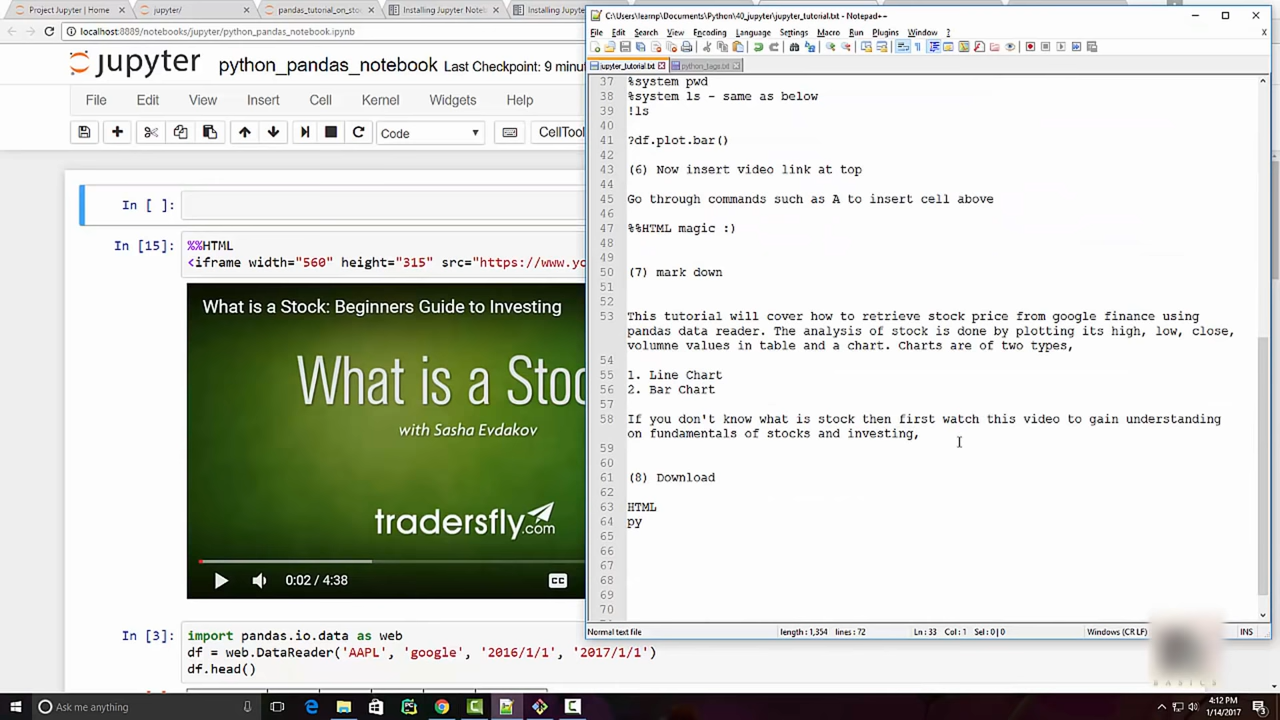 Project Jupyter | Home
jupyter/
pandas_tutorial_on_stc
Installing Jupyter Notebo
Installing Jupyter
localhost:8889/notebooks/jupyter/python_pandas_notebook.ipynb
jupyter
python_pandas_notebook
Last Checkpoint: 9 minut
File
Edit
View
Insert
Cell
Kernel
Widgets
Help
Code
CellTool
In [ ]:
In [15]:
%%HTML
<iframe width="560" height="315" src="https://www.yo
What is a Stock: Beginners Guide to Investing
What is a Stoc
with Sasha Evdakov
tradersfly.com
0:02 / 4:38
CC
In [3]:
import pandas.io.data as web
df = web.DataReader('AAPL', 'google', '2016/1/1', '2017/1/1')
df.head()
C:\Users\learnp\Documents\Python\40_jupyter\jupyter_tutorial.txt - Notepad++
File Edit Search View Encoding Language Settings Macro Run Plugins Window ?
X
jupyter_tutorial.txt
python_tags.txt
37 %system pwd
38 %system ls - same as below
39 !ls
40
41 ?df.plot.bar()
42
43 (6) Now insert video link at top
44
45 Go through commands such as A to insert cell above
46
47 %%HTML magic :)
48
49
50 (7) mark down
51
52
53 This tutorial will cover how to retrieve stock price from google finance using
pandas data reader. The analysis of stock is done by plotting its high, low, close,
volumne values in table and a chart. Charts are of two types,
54
55 1. Line Chart
56 2. Bar Chart
57
58 If you don't know what is stock then first watch this video to gain understanding
on fundamentals of stocks and investing,
59
60
61 (8) Download
62
63 HTML
64 py
65
66
67
68
69
70
Normal text file
length : 1,354 lines : 72
Ln : 33 Col : 1 Sel : 0 | 0
Windows (CR LF)
INS
BASICS
Ask me anything
4:12 PM
1/14/2017
3